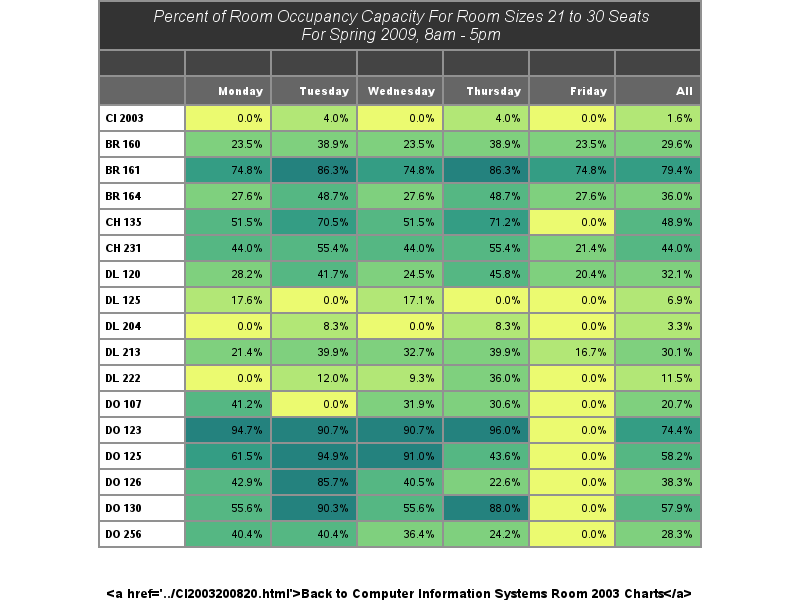 Percent of Room Occupancy Capacity For Room Sizes 21 to 30 Seats
For Spring 2009, 8am - 5pm
Monday Tuesday Wednesday Thursday Friday All
CI 2003 0.0% 4.0% 0.0% 4.0% 0.0% 1.6%
BR 160 23.5% 38.9% 23.5% 38.9% 23.5% 29.6%
BR 161 74.8% 86.3% 74.8% 86.3% 74.8% 79.4%
BR 164 27.6% 48.7% 27.6% 48.7% 27.6% 36.0%
CH 135 51.5% 70.5% 51.5% 71.2% 0.0% 48.9%
CH 231 44.0% 55.4% 44.0% 55.4% 21.4% 44.0%
DL 120 28.2% 41.7% 24.5% 45.8% 20.4% 32.1%
DL 125 17.6% 0.0% 17.1% 0.0% 0.0% 6.9%
DL 204 0.0% 8.3% 0.0% 8.3% 0.0% 3.3%
DL 213 21.4% 39.9% 32.7% 39.9% 16.7% 30.1%
DL 222 0.0% 12.0% 9.3% 36.0% 0.0% 11.5%
DO 107 41.2% 0.0% 31.9% 30.6% 0.0% 20.7%
DO 123 94.7% 90.7% 90.7% 96.0% 0.0% 74.4%
DO 125 61.5% 94.9% 91.0% 43.6% 0.0% 58.2%
DO 126 42.9% 85.7% 40.5% 22.6% 0.0% 38.3%
DO 130 55.6% 90.3% 55.6% 88.0% 0.0% 57.9%
DO 256 40.4% 40.4% 36.4% 24.2% 0.0% 28.3%
&lt;a href='../CI2003200820.html'&gt;Back to Computer Information Systems Room 2003 Charts&lt;/a&gt;